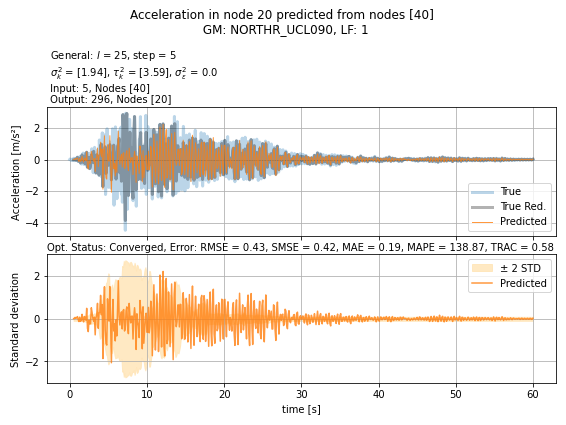 Acceleration in node 20 predicted from nodes [40]
GM: NORTHR_UCL090, LF: 1
General: l = 25, step = 5
σ²ₖ = [1.94], τ²ₖ = [3.59], σ²ε = 0.0
Input: 5, Nodes [40]
Output: 296, Nodes [20]
Acceleration [m/s²]
2
0
−2
−4
True
True Red.
Predicted
Opt. Status: Converged, Error: RMSE = 0.43, SMSE = 0.42, MAE = 0.19, MAPE = 138.87, TRAC = 0.58
Standard deviation
2
0
−2
± 2 STD
Predicted
0 10 20 30 40 50 60
time [s]